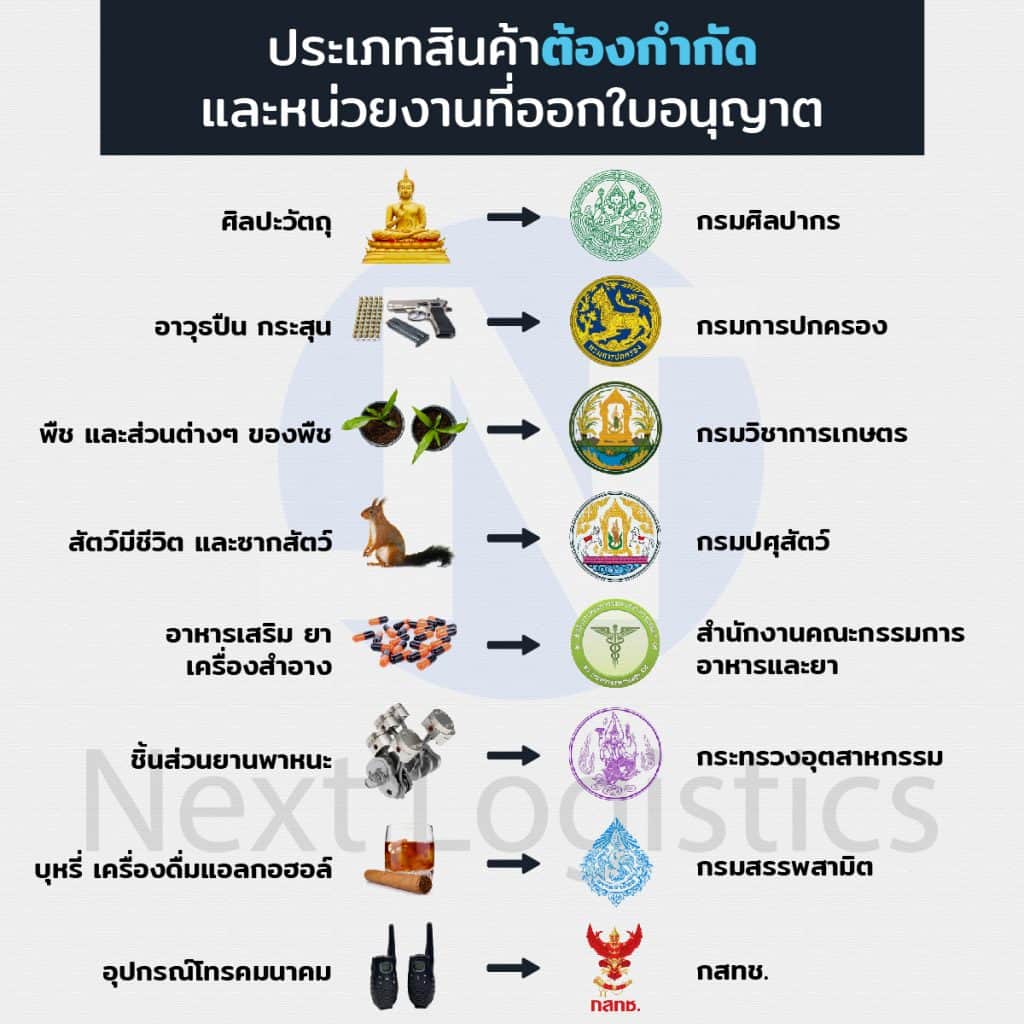 ประเภทสินค้าต้องกำกัด
และหน่วยงานที่ออกใบอนุญาต
ศิลปะวัตถุ
กรมศิลปากร
อาวุธปืน กระสุน
กรมการปกครอง
กรมการปกครอง
พืช และส่วนต่างๆ ของพืช
กรมวิชาการเกษตร
สัตว์มีชีวิต และซากสัตว์
กรมปศุสัตว์
อาหารเสริม ยา
เครื่องสำอาง
สำนักงานคณะกรรมการ
อาหารและยา
ชิ้นส่วนยานพาหนะ
กระทรวงอุตสาหกรรม
Next Logistics
บุหรี่ เครื่องดื่มแอลกอฮอล์
กรมสรรพสามิต
อุปกรณ์โทรคมนาคม
กสทช.
กสทช.